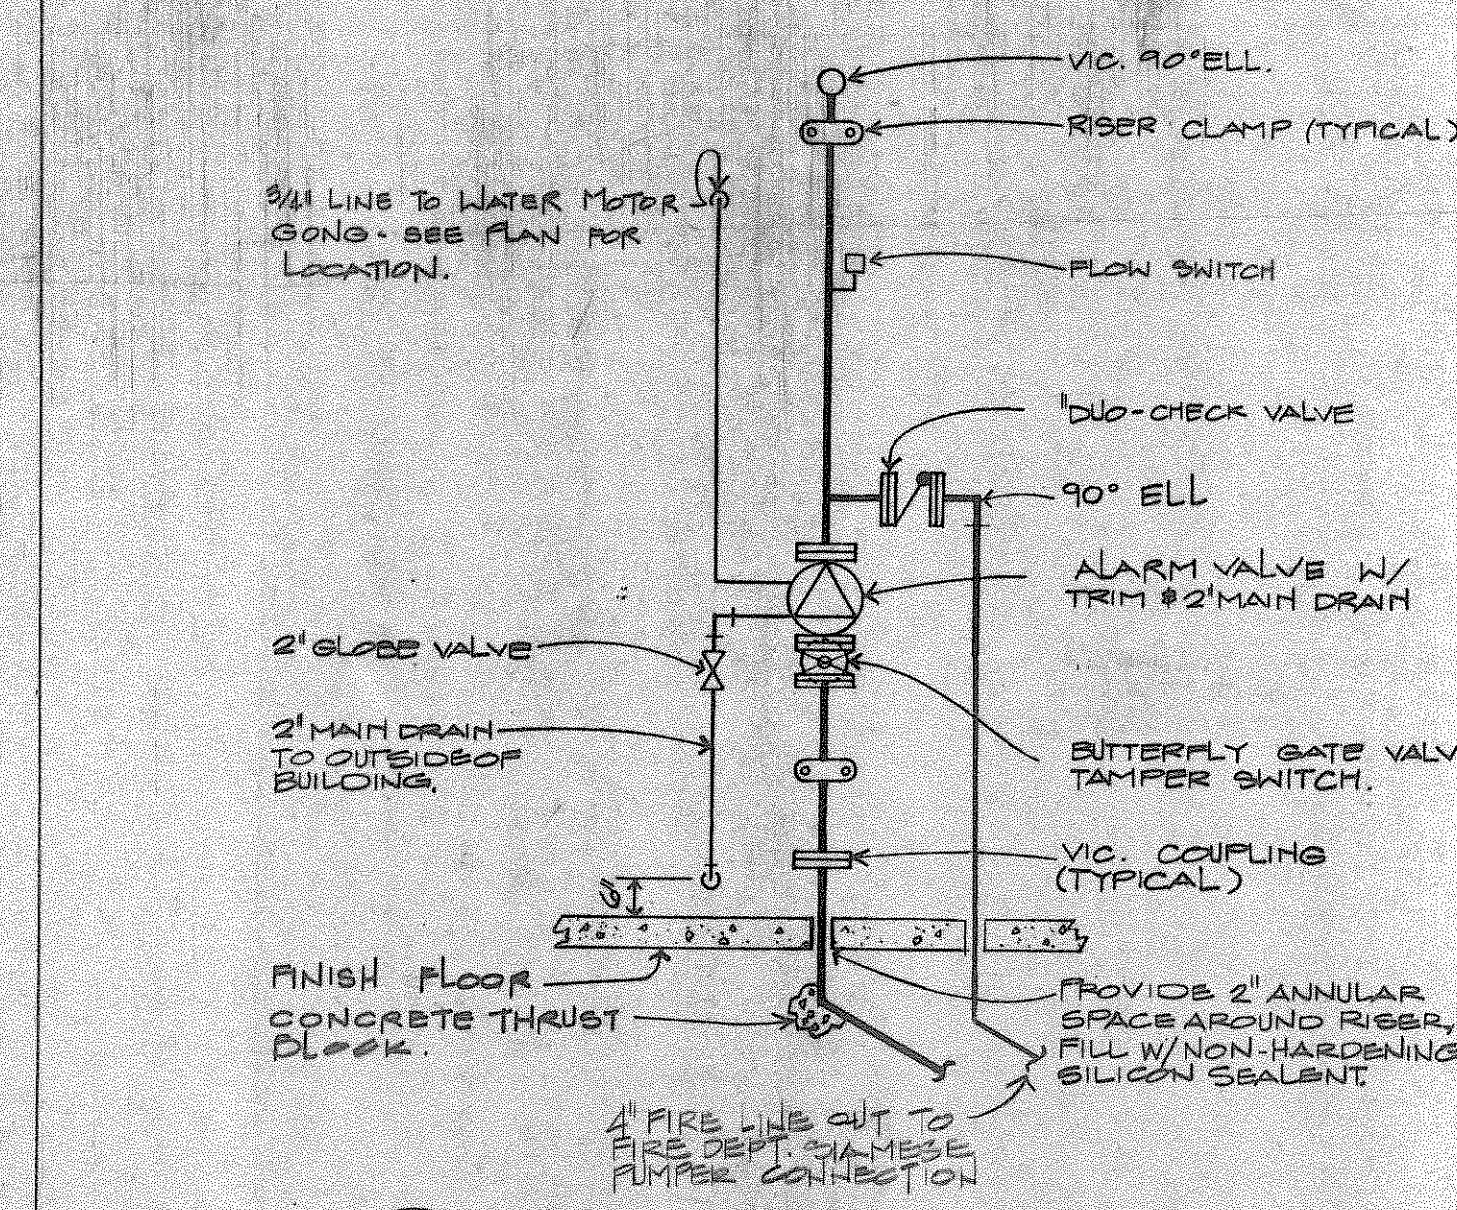 VIC. 90° ELL.
RISER CLAMP (TYPICAL)
3/4" LINE TO WATER MOTOR
GONG - SEE PLAN FOR
LOCATION.
FLOW SWITCH
"DUO-CHECK VALVE
90° ELL
ALARM VALVE W/
TRIM & 2" MAIN DRAIN
2" GLOBE VALVE
2" MAIN DRAIN
TO OUTSIDE OF
BUILDING.
BUTTERFLY GATE VALV
TAMPER SWITCH.
VIC. COUPLING
(TYPICAL)
FINISH FLOOR
CONCRETE THRUST
BLOCK.
PROVIDE 2" ANNULAR
SPACE AROUND RISER,
FILL W/ NON-HARDENING
SILICON SEALENT.
4" FIRE LINE OUT TO
FIRE DEPT. SIAMESE
PUMPER CONNECTION